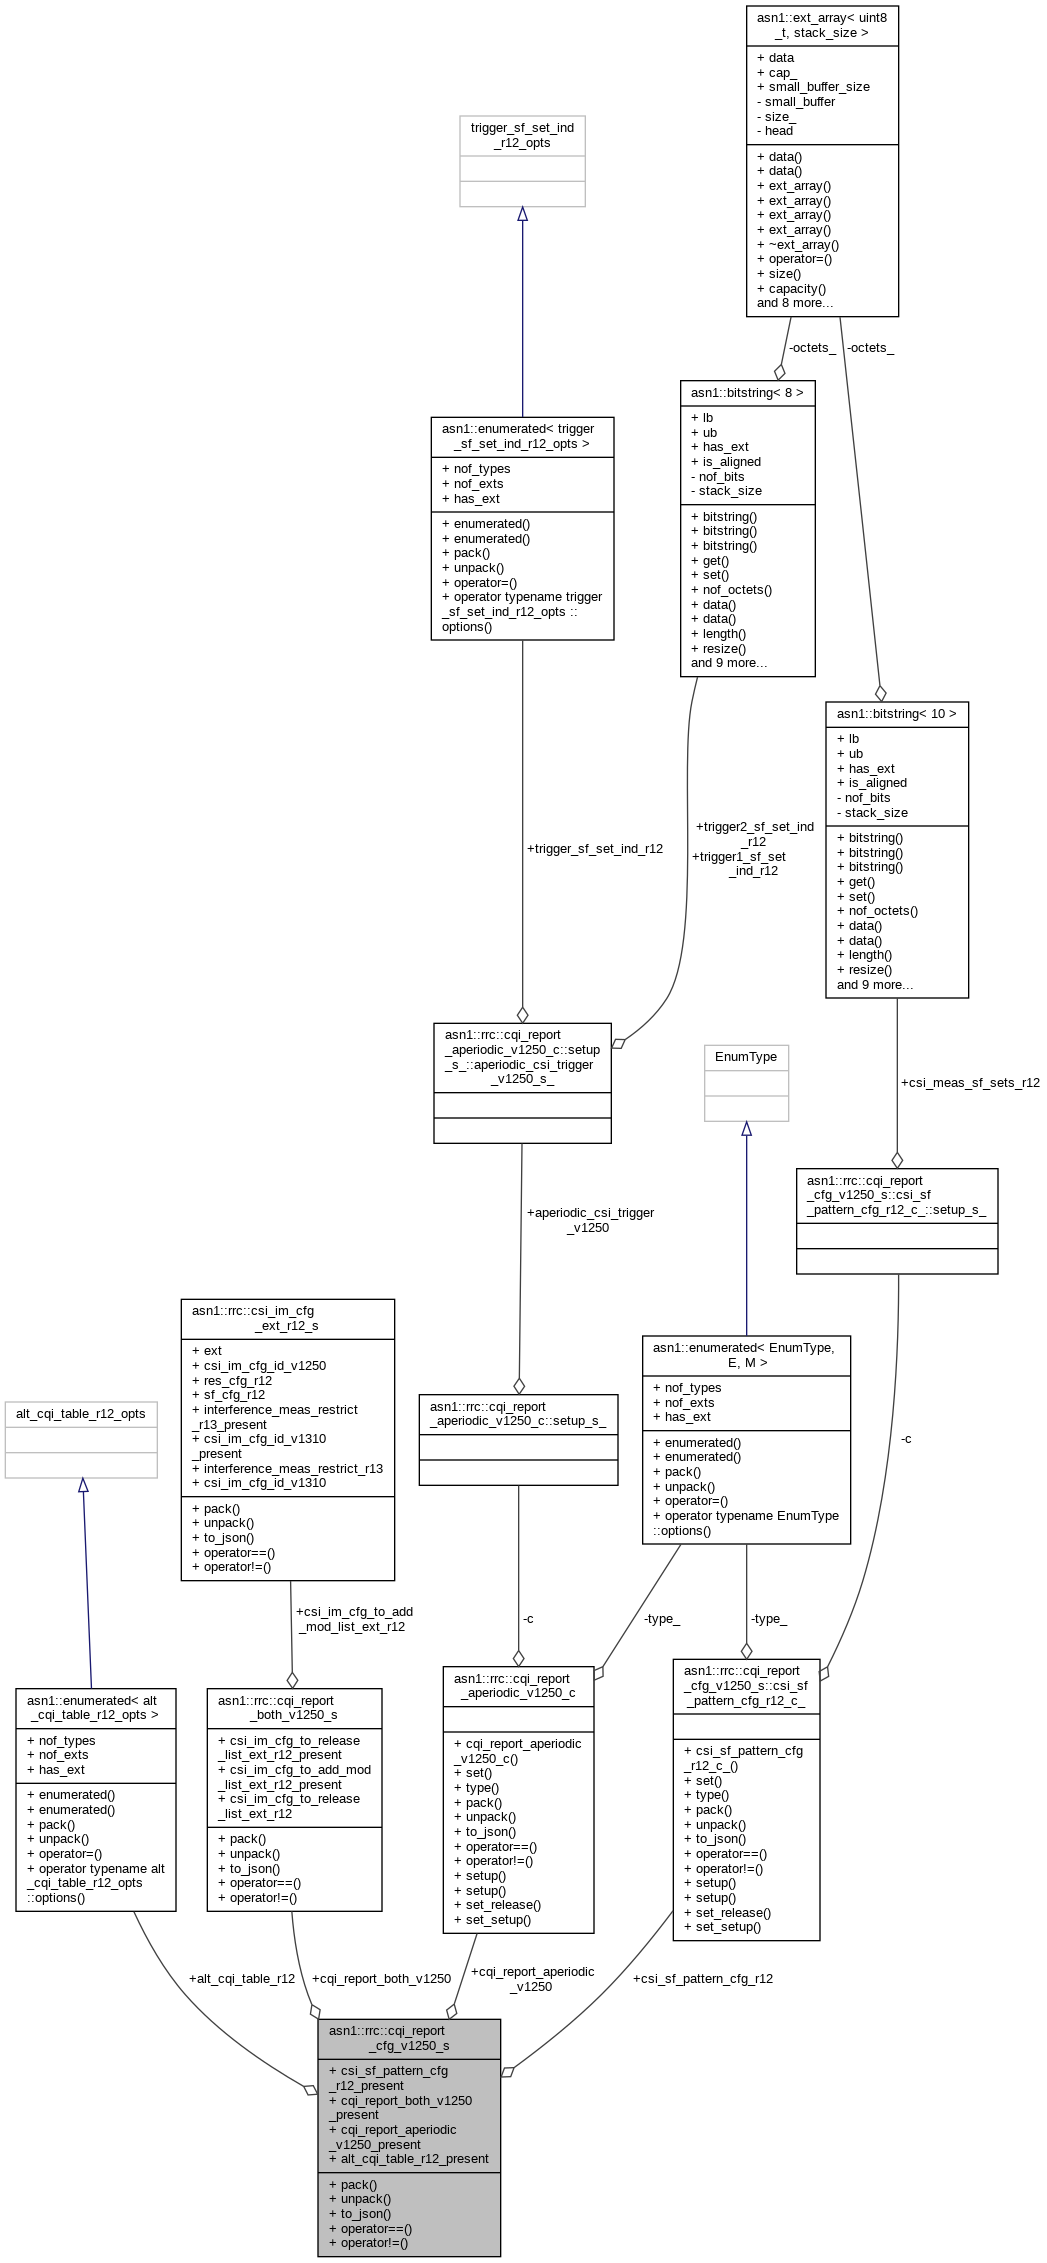 asn1::ext_array< uint8
_t, stack_size >
+ data
+ cap_
+ small_buffer_size
- small_buffer
- size_
- head
+ data()
+ data()
+ ext_array()
+ ext_array()
+ ext_array()
+ ext_array()
+ ~ext_array()
+ operator=()
+ size()
+ capacity()
and 8 more...
trigger_sf_set_ind
_r12_opts
-octets_
-octets_
asn1::bitstring< 8 >
+ lb
+ ub
+ has_ext
+ is_aligned
- nof_bits
- stack_size
+ bitstring()
+ bitstring()
+ bitstring()
+ get()
+ set()
+ nof_octets()
+ data()
+ data()
+ length()
+ resize()
and 9 more...
asn1::enumerated< trigger
_sf_set_ind_r12_opts >
+ nof_types
+ nof_exts
+ has_ext
+ enumerated()
+ enumerated()
+ pack()
+ unpack()
+ operator=()
+ operator typename trigger
_sf_set_ind_r12_opts ::
options()
asn1::bitstring< 10 >
+ lb
+ ub
+ has_ext
+ is_aligned
- nof_bits
- stack_size
+ bitstring()
+ bitstring()
+ bitstring()
+ get()
+ set()
+ nof_octets()
+ data()
+ data()
+ length()
+ resize()
and 9 more...
+trigger_sf_set_ind_r12
+trigger2_sf_set_ind
_r12
+trigger1_sf_set
_ind_r12
asn1::rrc::cqi_report
_aperiodic_v1250_c::setup
_s_::aperiodic_csi_trigger
_v1250_s_
EnumType
+csi_meas_sf_sets_r12
asn1::rrc::cqi_report
_cfg_v1250_s::csi_sf
_pattern_cfg_r12_c_::setup_s_
+aperiodic_csi_trigger
_v1250
asn1::rrc::csi_im_cfg
_ext_r12_s
+ ext
+ csi_im_cfg_id_v1250
+ res_cfg_r12
+ sf_cfg_r12
+ interference_meas_restrict
_r13_present
+ csi_im_cfg_id_v1310
_present
+ interference_meas_restrict_r13
+ csi_im_cfg_id_v1310
+ pack()
+ unpack()
+ to_json()
+ operator==()
+ operator!=()
asn1::enumerated< EnumType,
E, M >
+ nof_types
+ nof_exts
+ has_ext
+ enumerated()
+ enumerated()
+ pack()
+ unpack()
+ operator=()
+ operator typename EnumType
::options()
alt_cqi_table_r12_opts
asn1::rrc::cqi_report
_aperiodic_v1250_c::setup_s_
-c
+csi_im_cfg_to_add
_mod_list_ext_r12
-c
-type_
-type_
asn1::enumerated< alt
_cqi_table_r12_opts >
+ nof_types
+ nof_exts
+ has_ext
+ enumerated()
+ enumerated()
+ pack()
+ unpack()
+ operator=()
+ operator typename alt
_cqi_table_r12_opts
::options()
asn1::rrc::cqi_report
_both_v1250_s
+ csi_im_cfg_to_release
_list_ext_r12_present
+ csi_im_cfg_to_add_mod
_list_ext_r12_present
+ csi_im_cfg_to_release
_list_ext_r12
+ pack()
+ unpack()
+ to_json()
+ operator==()
+ operator!=()
asn1::rrc::cqi_report
_aperiodic_v1250_c
+ cqi_report_aperiodic
_v1250_c()
+ set()
+ type()
+ pack()
+ unpack()
+ to_json()
+ operator==()
+ operator!=()
+ setup()
+ setup()
+ set_release()
+ set_setup()
asn1::rrc::cqi_report
_cfg_v1250_s::csi_sf
_pattern_cfg_r12_c_
+ csi_sf_pattern_cfg
_r12_c_()
+ set()
+ type()
+ pack()
+ unpack()
+ to_json()
+ operator==()
+ operator!=()
+ setup()
+ setup()
+ set_release()
+ set_setup()
+alt_cqi_table_r12
+cqi_report_both_v1250
+cqi_report_aperiodic
_v1250
+csi_sf_pattern_cfg_r12
asn1::rrc::cqi_report
_cfg_v1250_s
+ csi_sf_pattern_cfg
_r12_present
+ cqi_report_both_v1250
_present
+ cqi_report_aperiodic
_v1250_present
+ alt_cqi_table_r12_present
+ pack()
+ unpack()
+ to_json()
+ operator==()
+ operator!=()